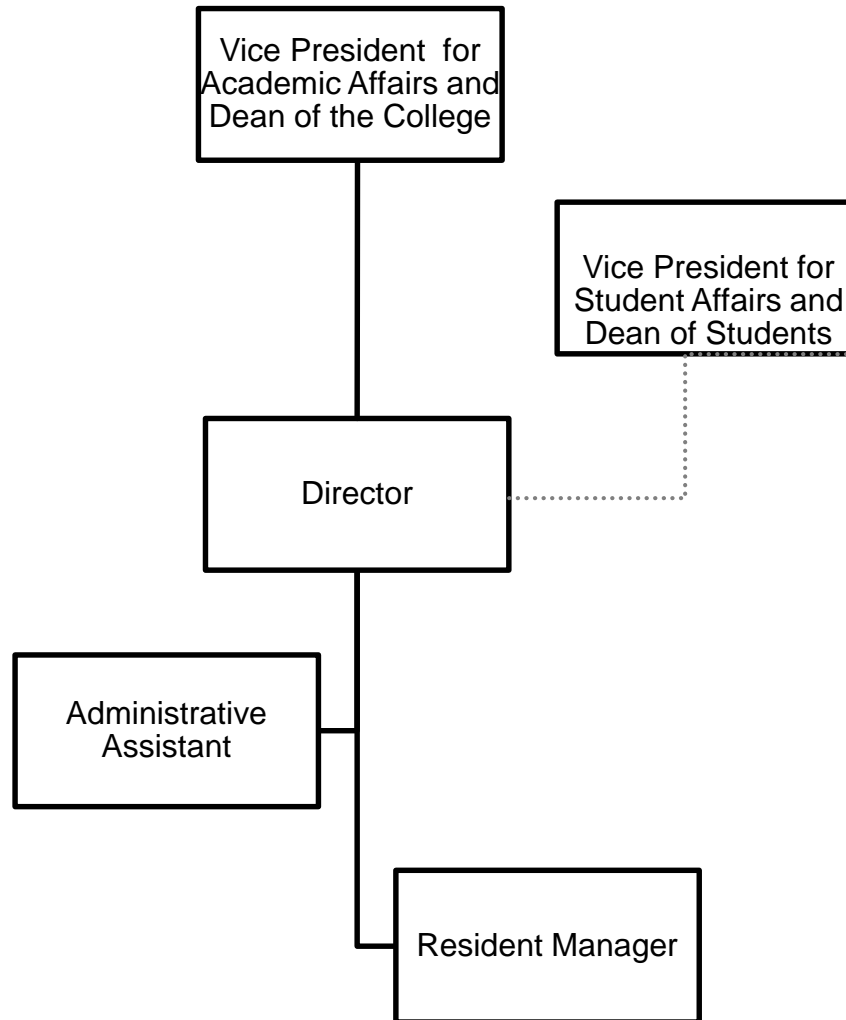 Vice President  for
Academic Affairs and
Dean of the College
Vice President for
Student Affairs and
Dean of Students
Director
Administrative
Assistant
Resident Manager